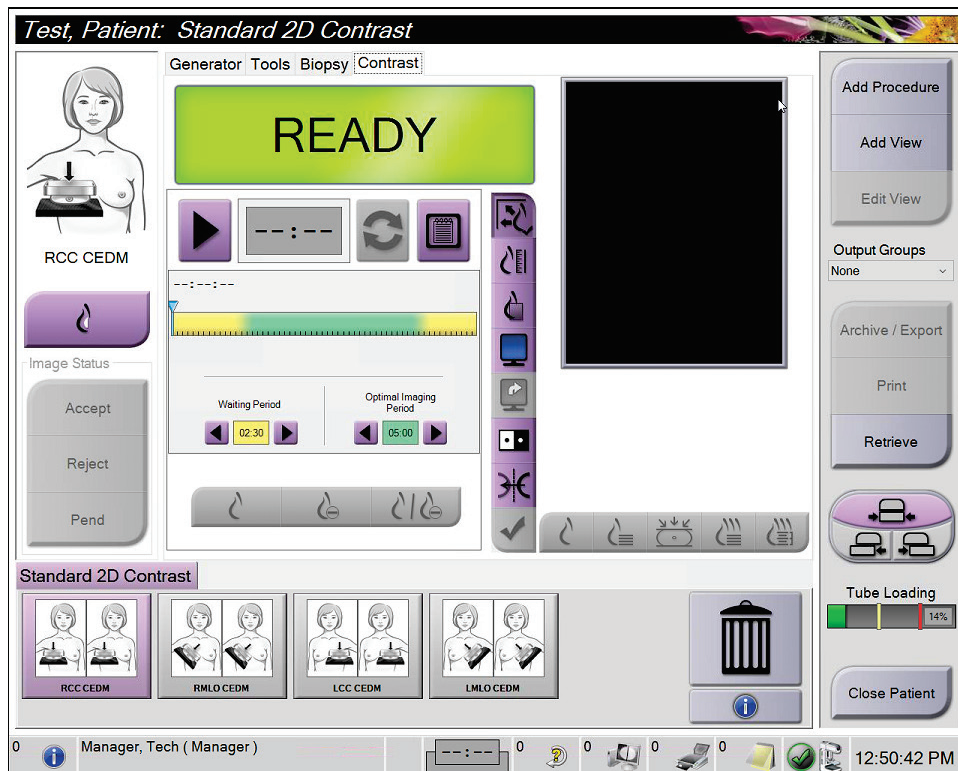 Test, Patient:  Standard 2D Contrast
Generator Tools Biopsy Contrast
READY
--:--
--:--:--
Waiting Period
02:30
Optimal Imaging
Period
05:00
RCC CEDM
Image Status
Accept
Reject
Pend
Add Procedure
Add View
Edit View
Output Groups
None
Archive / Export
Print
Retrieve
Tube Loading
14%
Close Patient
Standard 2D Contrast
RCC CEDM
RMLO CEDM
LCC CEDM
LMLO CEDM
0
Manager, Tech ( Manager )
--:--
0
0
0
0
12:50:42 PM